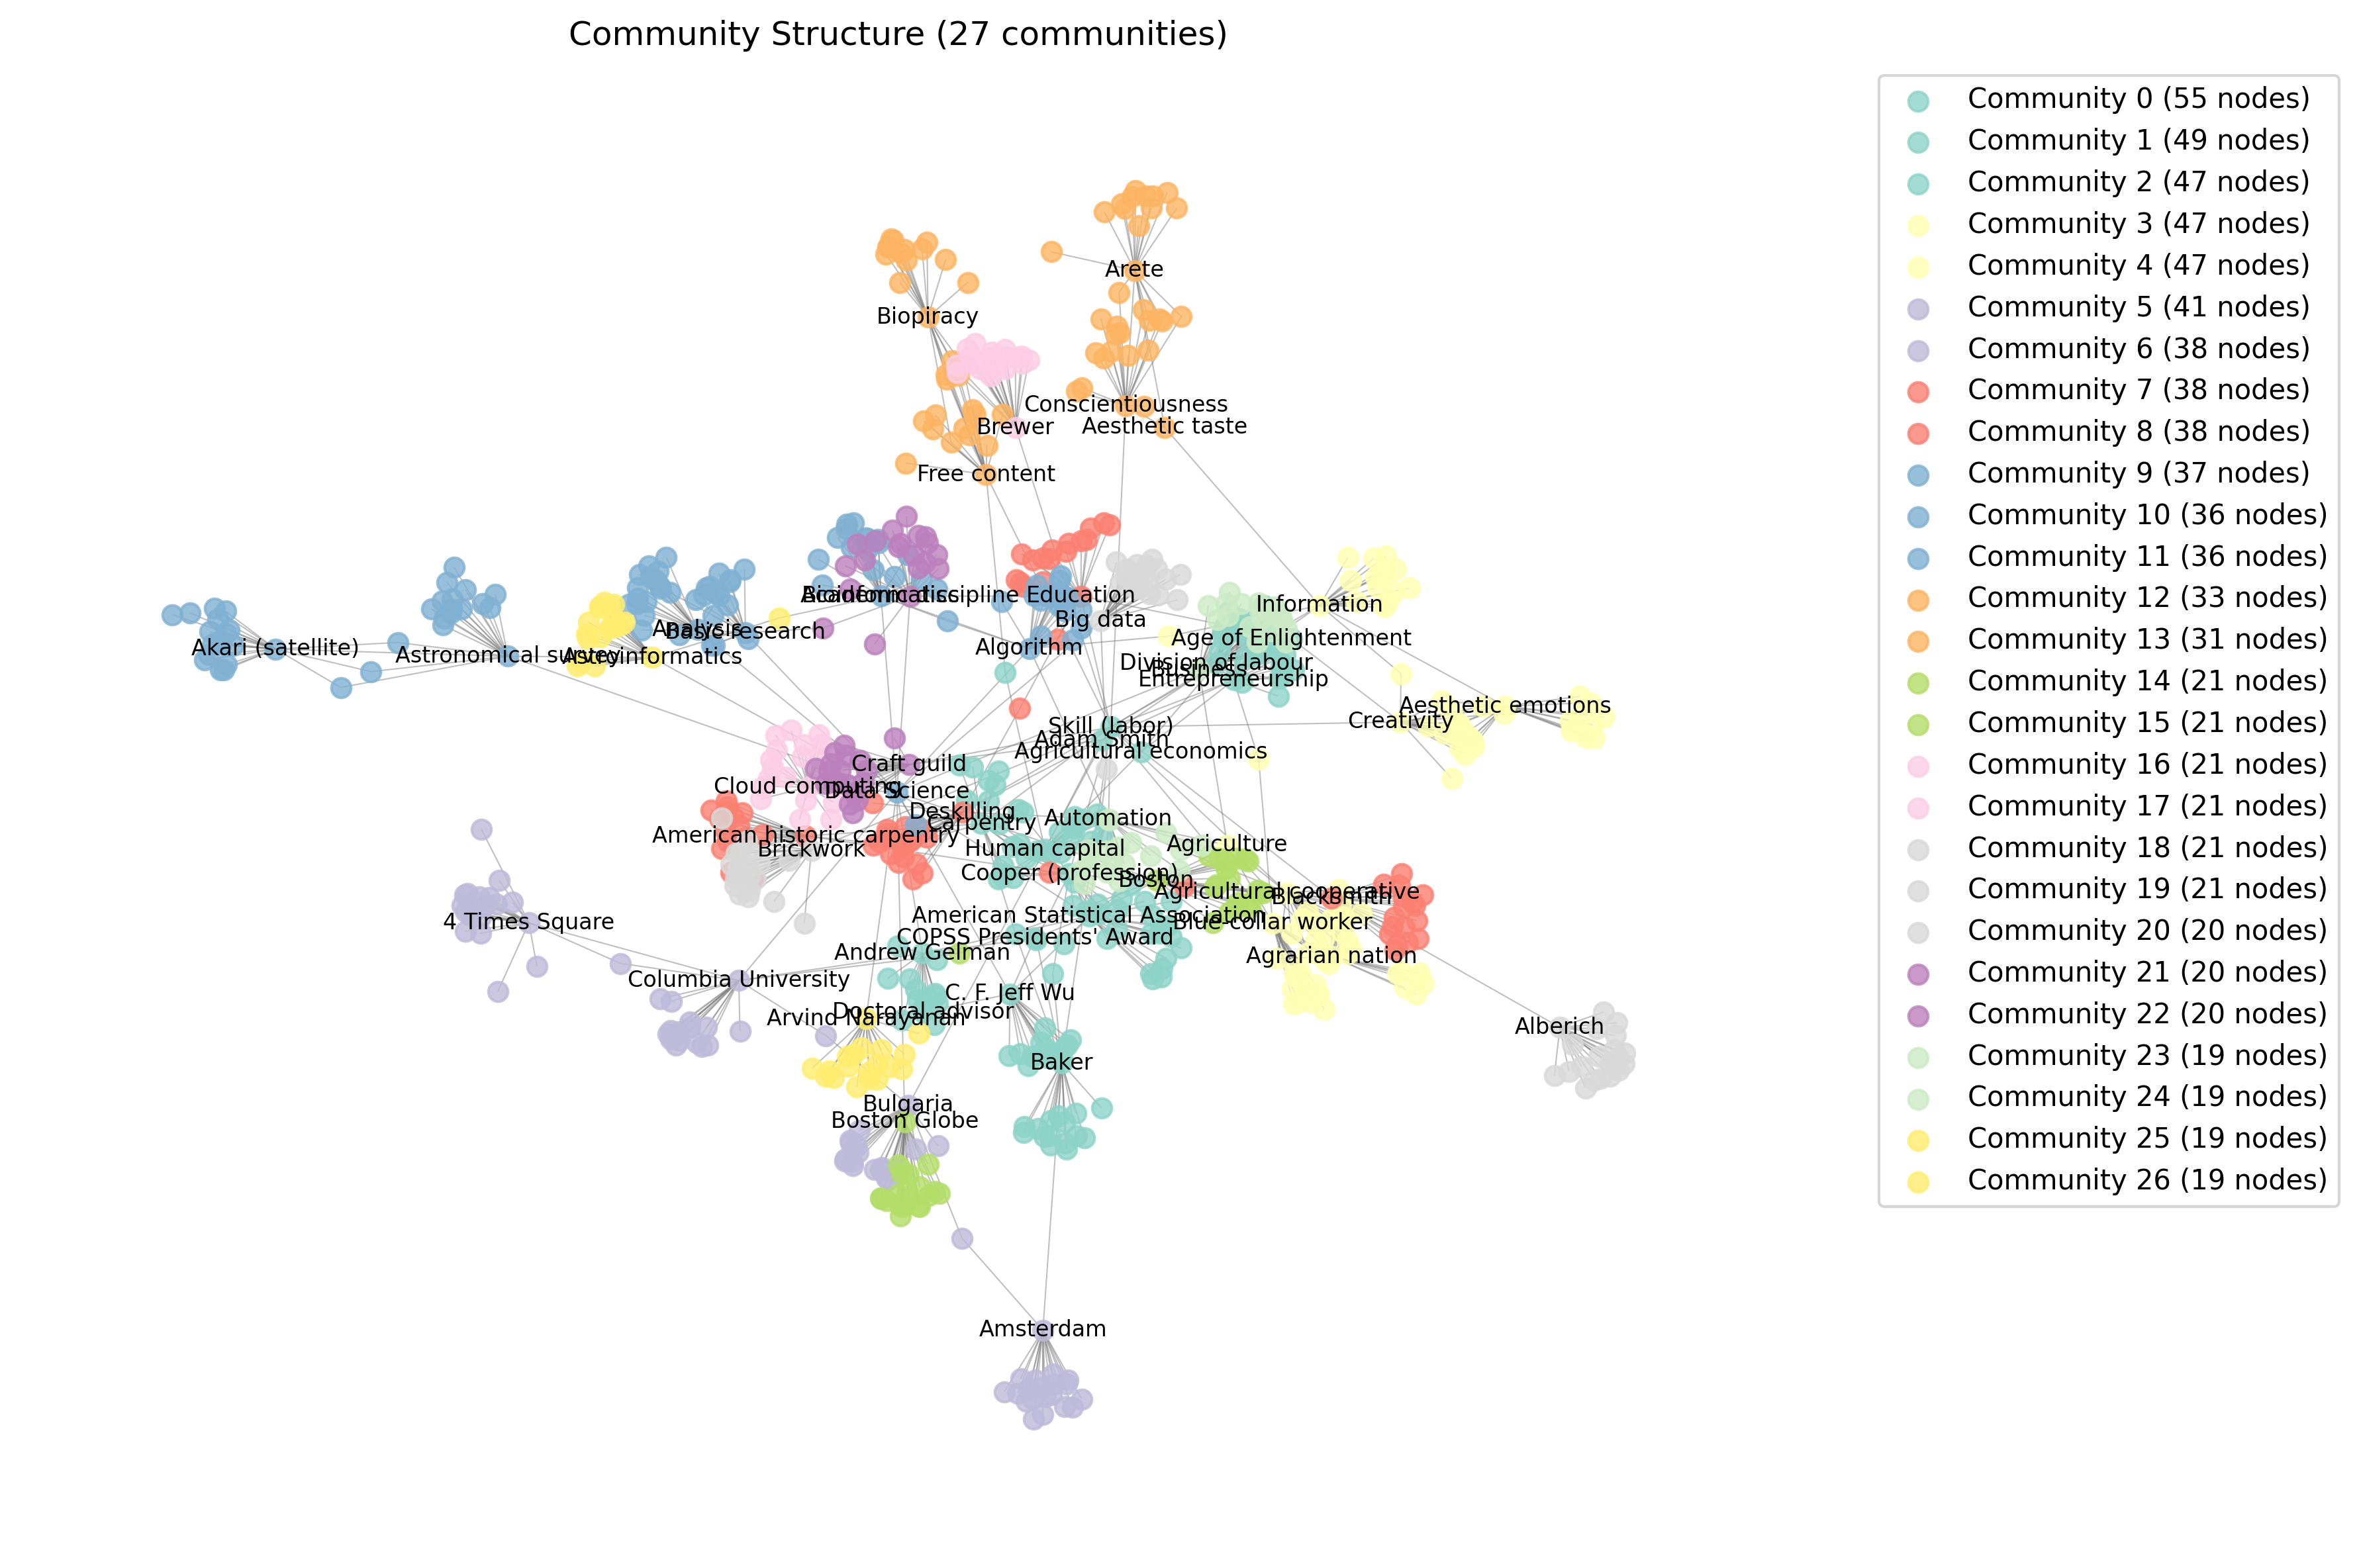 Community Structure (27 communities)
Community 0 (55 nodes)
Community 1 (49 nodes)
Community 2 (47 nodes)
Community 3 (47 nodes)
Community 4 (47 nodes)
Community 5 (41 nodes)
Community 6 (38 nodes)
Community 7 (38 nodes)
Community 8 (38 nodes)
Community 9 (37 nodes)
Community 10 (36 nodes)
Community 11 (36 nodes)
Community 12 (33 nodes)
Community 13 (31 nodes)
Community 14 (21 nodes)
Community 15 (21 nodes)
Community 16 (21 nodes)
Community 17 (21 nodes)
Community 18 (21 nodes)
Community 19 (21 nodes)
Community 20 (20 nodes)
Community 21 (20 nodes)
Community 22 (20 nodes)
Community 23 (19 nodes)
Community 24 (19 nodes)
Community 25 (19 nodes)
Community 26 (19 nodes)
Arete
Biopiracy
Conscientiousness
Brewer
Aesthetic taste
Free content
Bioinformatics
Academic discipline
Education
Information
Big data
Analysis
Basic research
Age of Enlightenment
Akari (satellite)
Astronomical survey
Astroinformatics
Algorithm
Division of labour
Business
Entrepreneurship
Aesthetic emotions
Creativity
Skill (labor)
Adam Smith
Agricultural economics
Craft guild
Cloud computing
Data Science
Deskilling
Carpentry
Automation
American historic carpentry
Brickwork
Human capital
Agriculture
Cooper (profession)
Boston
Agricultural cooperative
Blacksmith
American Statistical Association
Blue-collar worker
4 Times Square
COPSS Presidents' Award
Andrew Gelman
Agrarian nation
Columbia University
C. F. Jeff Wu
Doctoral advisor
Arvind Narayanan
Alberich
Baker
Bulgaria
Boston Globe
Amsterdam